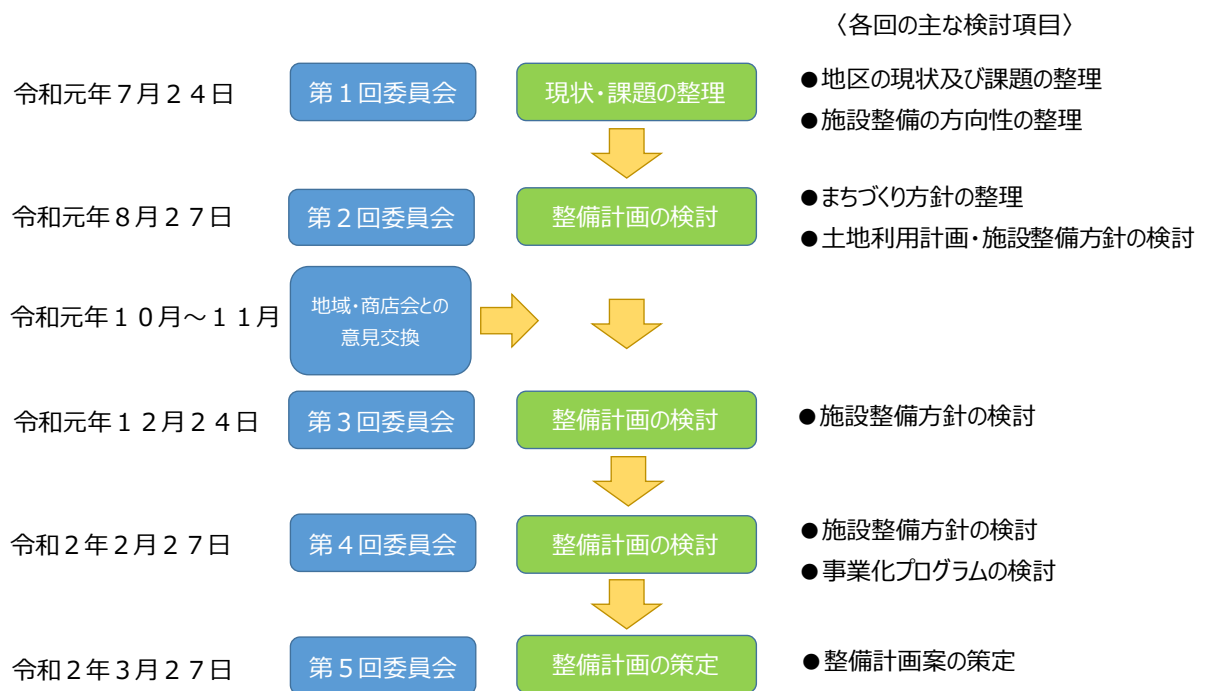 〈各回の主な検討項目〉
令和元年７月２４日
第１回委員会
現状・課題の整理
●地区の現状及び課題の整理
●施設整備の方向性の整理
令和元年８月２７日
第２回委員会
整備計画の検討
●まちづくり方針の整理
●土地利用計画・施設整備方針の検討
令和元年１０月～１１月
地域・商店会との
意見交換
令和元年１２月２４日
第３回委員会
整備計画の検討
●施設整備方針の検討
令和２年２月２７日
第４回委員会
整備計画の検討
●施設整備方針の検討
●事業化プログラムの検討
令和２年３月２７日
第５回委員会
整備計画の策定
●整備計画案の策定